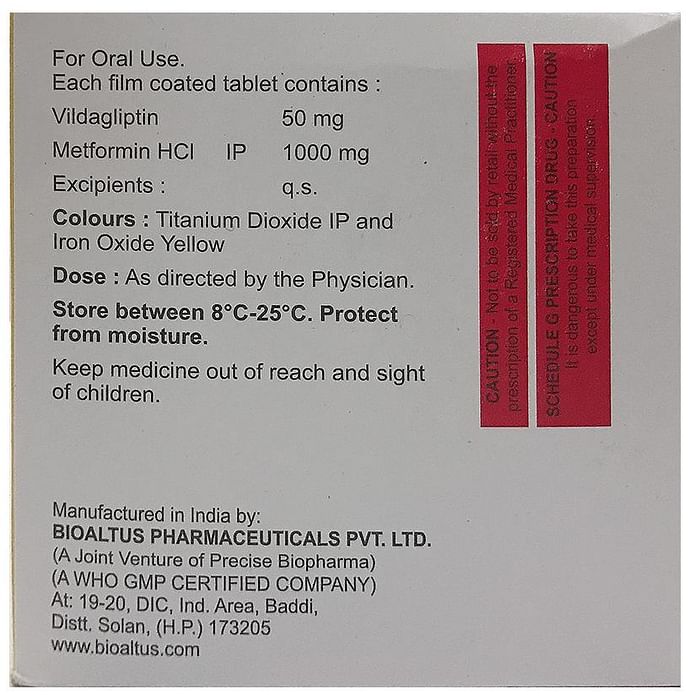 For Oral Use.
Each film coated tablet contains :
Vildagliptin 50 mg
Metformin HCl IP 1000 mg
Excipients : q.s.
Colours : Titanium Dioxide IP and
Iron Oxide Yellow
Dose : As directed by the Physician.
Store between 8°C-25°C. Protect
from moisture.
Keep medicine out of reach and sight
of children.
Manufactured in India by:
BIOALTUS PHARMACEUTICALS PVT. LTD.
(A Joint Venture of Precise Biopharma)
(A WHO GMP CERTIFIED COMPANY)
At: 19-20, DIC, Ind. Area, Baddi,
Distt. Solan, (H.P.) 173205
www.bioaltus.com
CAUTION - Not to be sold by retail without the
prescription of a Registered Medical Practitioner.
SCHEDULE G PRESCRIPTION DRUG - CAUTION
It is dangerous to take this preparation
except under medical supervision.